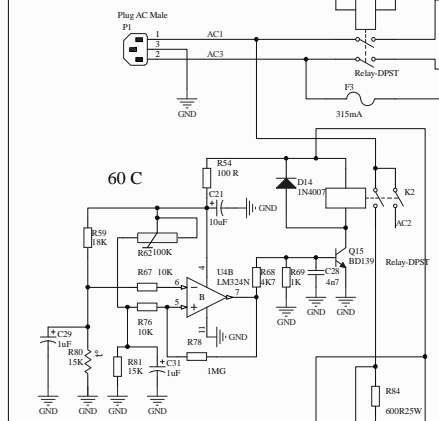 Plug AC Male
P1
1
3
2
AC1
AC3
GND
Relay-DPST
F3
315mA
60 C
R54
100 R
C21
10uF
GND
D14
1N4007
K2
AC2
Relay-DPST
R59
18K
R62
100K
R67 10K
4
6
5
7
11
U4B
LM324N
B
R68
4K7
R69
1K
C28
4n7
Q15
BD139
GND
GND
GND
R76
10K
R78
1MG
GND
C29
1uF
R80
15K
t°
R81
15K
C31
1uF
GND
GND
GND
GND
R84
600R25W